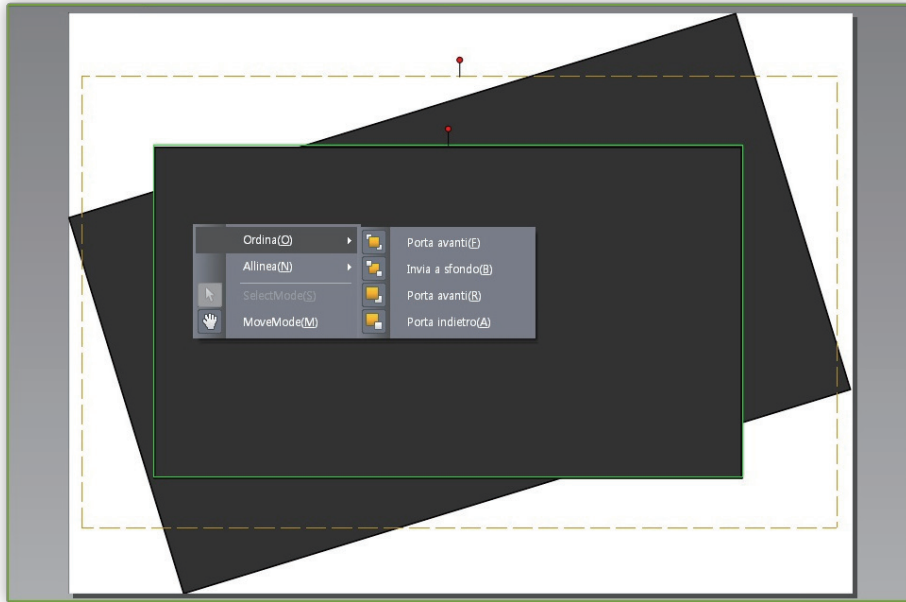 Ordina(O)
Allinea(N)
SelectMode(S)
MoveMode(M)
Porta avanti(F)
Invia a sfondo(B)
Porta avanti(R)
Porta indietro(A)